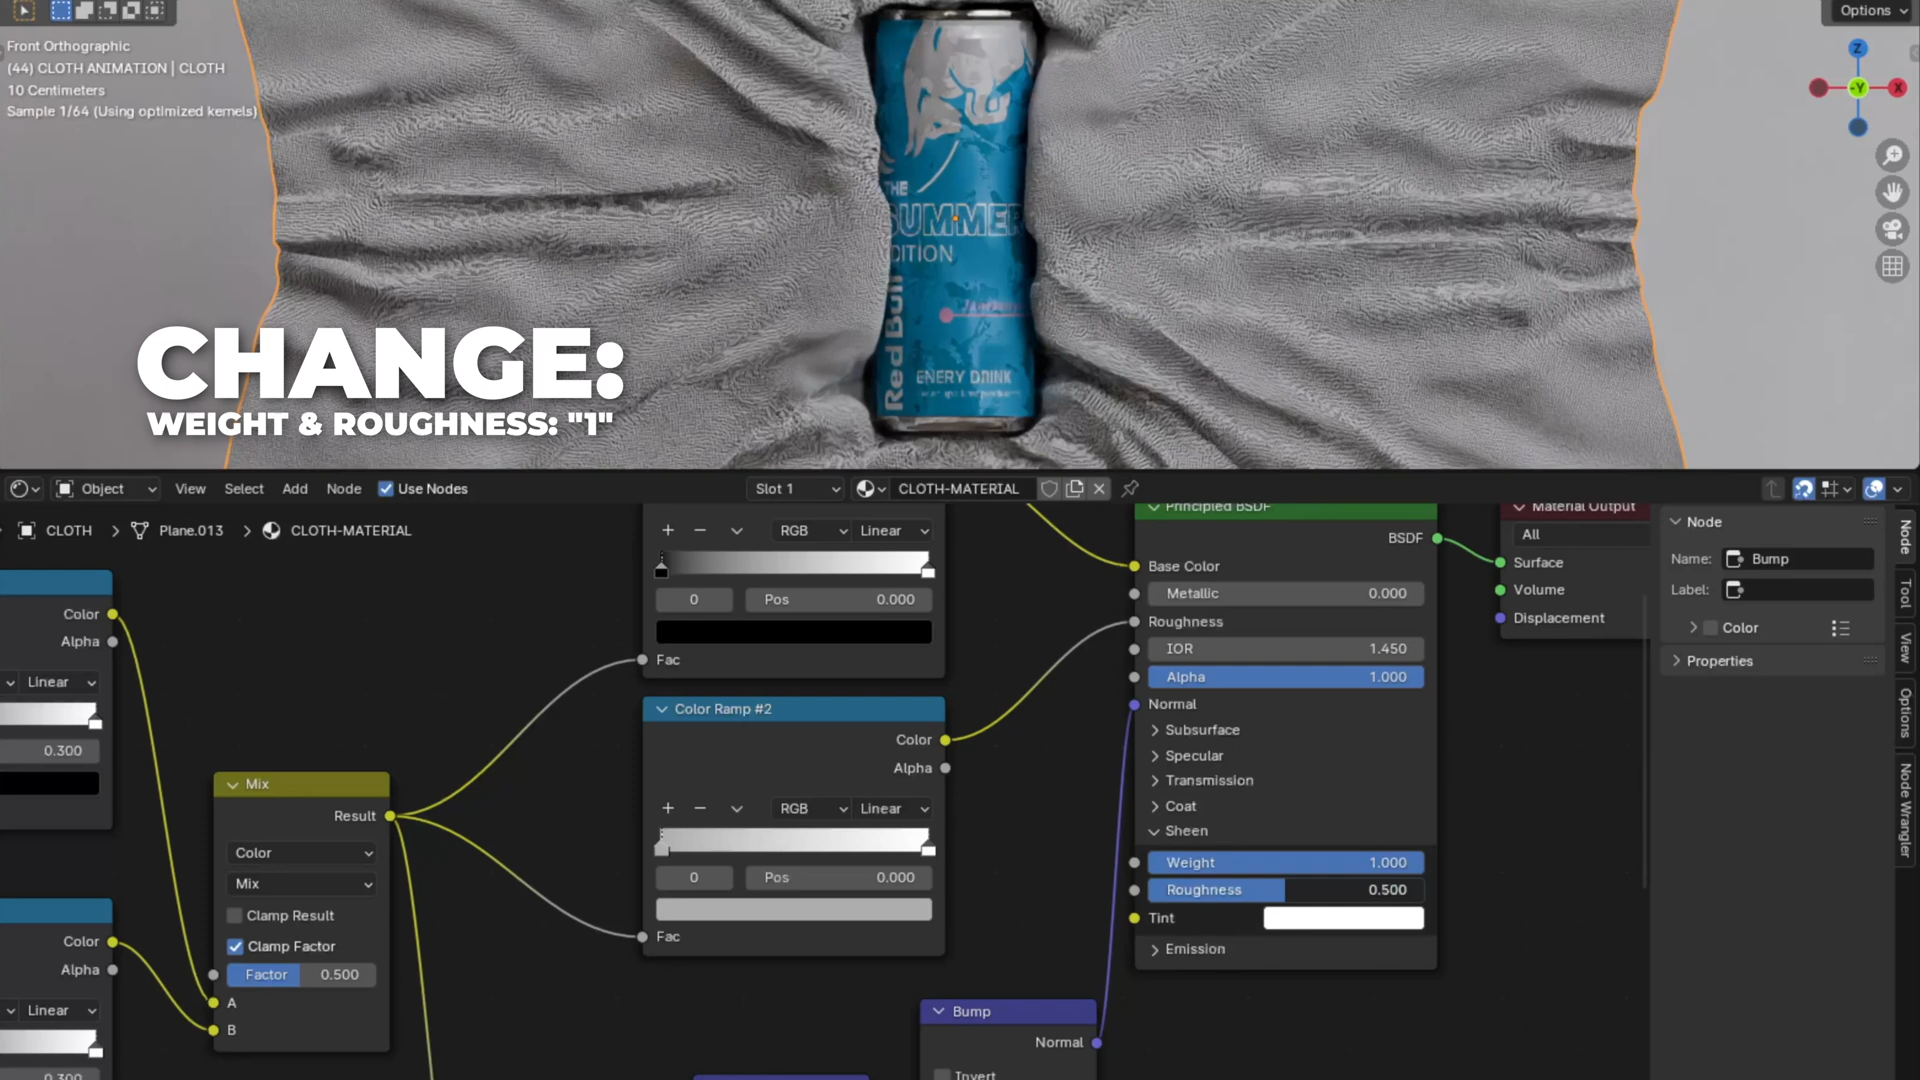 Options
Front Orthographic
(44) CLOTH ANIMATION | CLOTH
10 Centimeters
Sample 1/64 (Using optimized kernels)
Z
-Y
X
THE
SUMMER
DITION
Red Bull
ENERY DRINK
CHANGE:
WEIGHT & ROUGHNESS: "1"
Object
View
Select
Add
Node
Use Nodes
Slot 1
CLOTH-MATERIAL
CLOTH
Plane.013
CLOTH-MATERIAL
Color
Alpha
Linear
0.300
Color
Alpha
Linear
0.300
Mix
Result
Color
Mix
Clamp Result
Clamp Factor
Factor 0.500
A
B
RGB
Linear
0
Pos 0.000
Fac
Color Ramp #2
Color
Alpha
RGB
Linear
0
Pos 0.000
Fac
Principled BSDF
BSDF
Base Color
Metallic 0.000
Roughness
IOR 1.450
Alpha 1.000
Normal
Subsurface
Specular
Transmission
Coat
Sheen
Weight 1.000
Roughness 0.500
Tint
Emission
Bump
Normal
Invert
Material Output
All
Surface
Volume
Displacement
Node
Name: Bump
Label:
Color
Properties
Node
Tool
View
Options
Node Wrangler